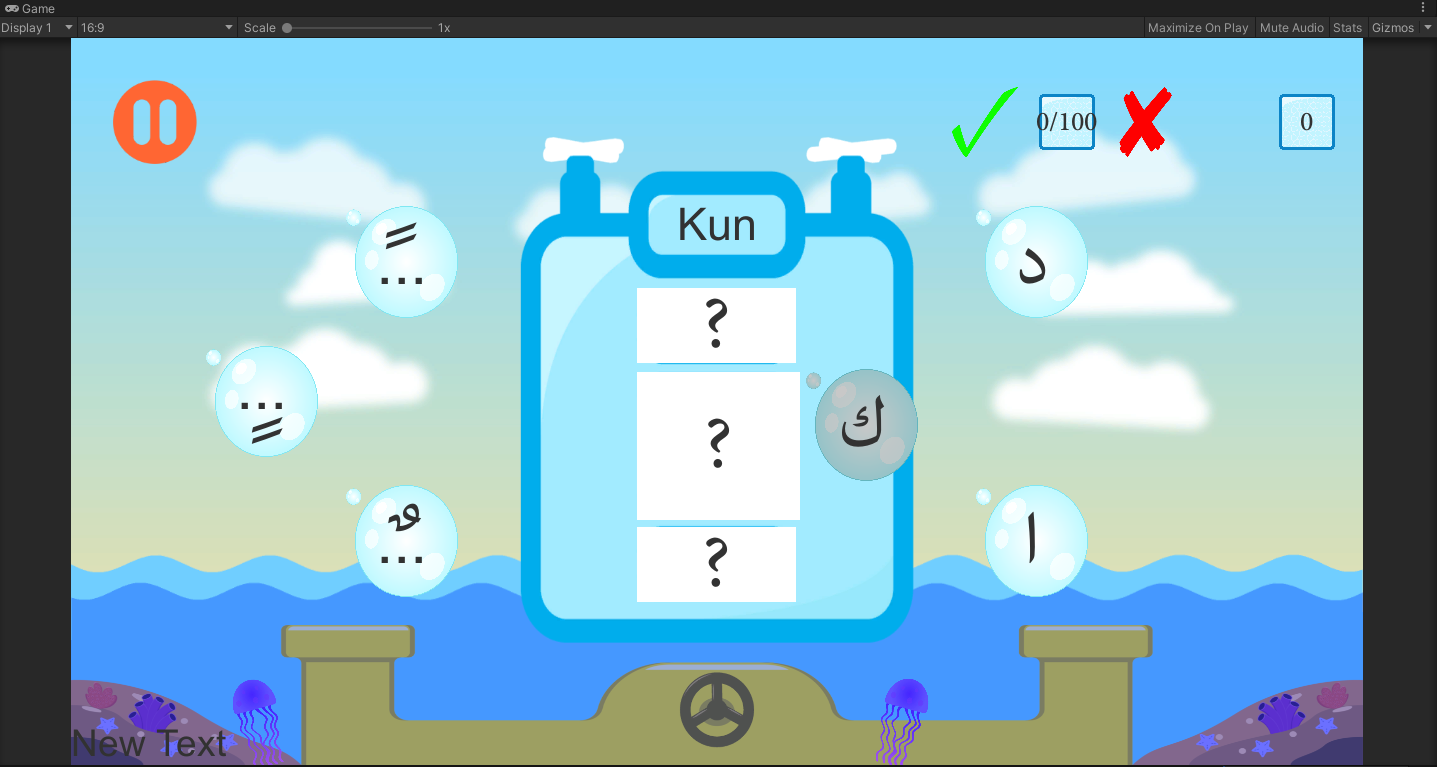 Game
Display 1 16:9 Scale 1x Maximize On Play Mute Audio Stats Gizmos
0/100 0
Kun
ً...
د
?
...ٍ
?
ك
ٌ...
ا
?
New Text